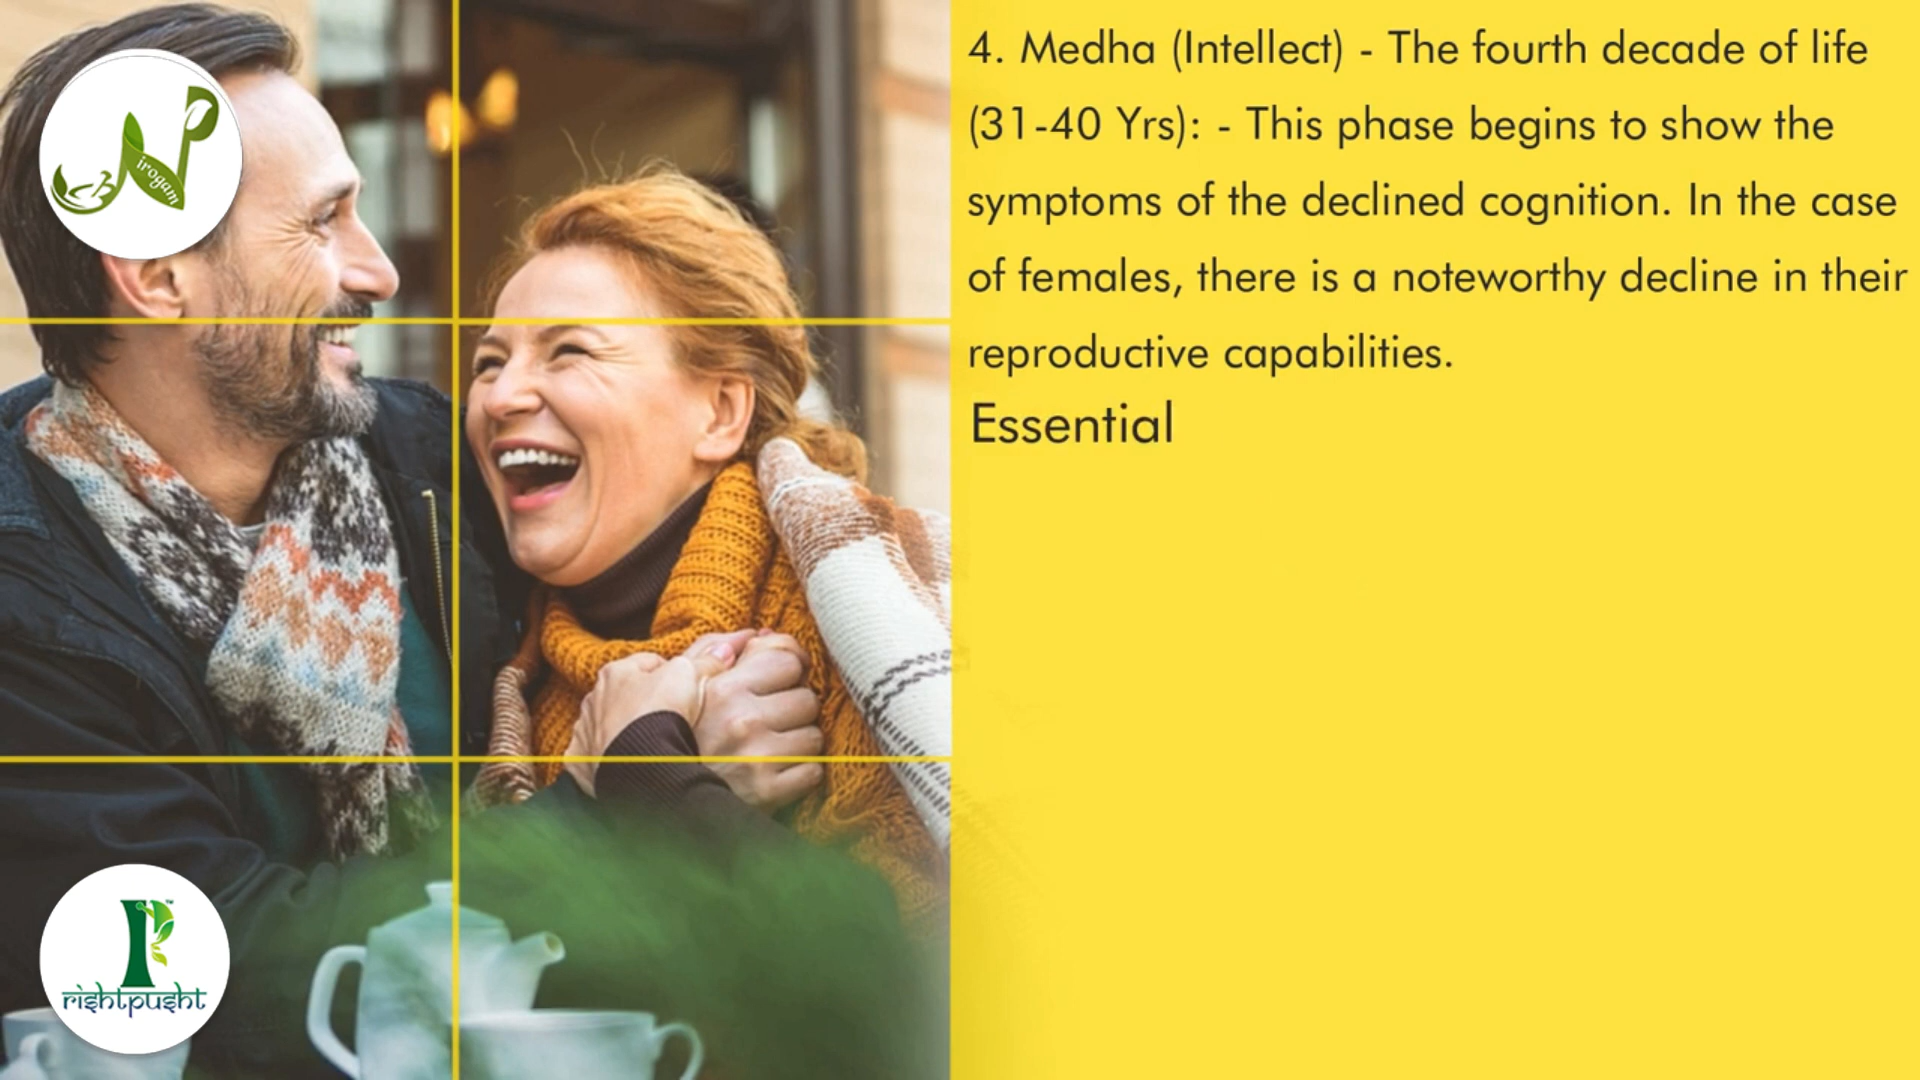 4. Medha (Intellect) - The fourth decade of life
(31-40 Yrs): - This phase begins to show the
symptoms of the declined cognition. In the case
of females, there is a noteworthy decline in their
reproductive capabilities.
Essential
Nirogam
rishtpusht